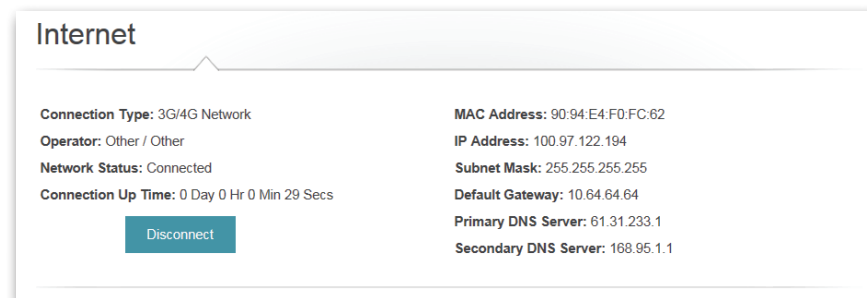 Internet
Connection Type: 3G/4G Network
Operator: Other / Other
Network Status: Connected
Connection Up Time: 0 Day 0 Hr 0 Min 29 Secs
Disconnect
MAC Address: 90:94:E4:F0:FC:62
IP Address: 100.97.122.194
Subnet Mask: 255.255.255.255
Default Gateway: 10.64.64.64
Primary DNS Server: 61.31.233.1
Secondary DNS Server: 168.95.1.1